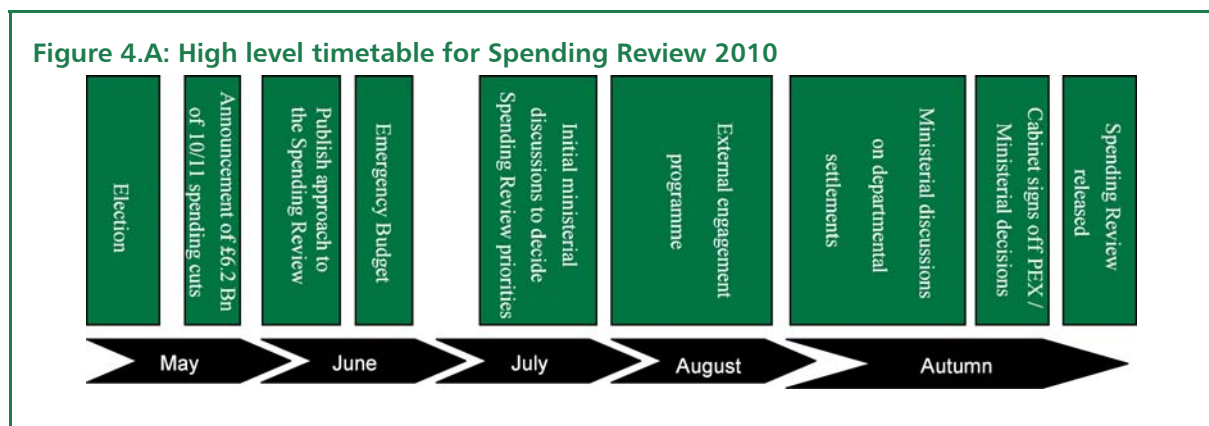 Figure 4.A: High level timetable for Spending Review 2010
Election
Announcement of £6.2 Bn
of 10/11 spending cuts
Publish approach to
the Spending Review
Emergency Budget
Initial ministerial
discussions to decide
Spending Review priorities
External engagement
programme
Ministerial discussions
on departmental
settlements
Cabinet signs off PEX /
Ministerial decisions
Spending Review
released
May
June
July
August
Autumn